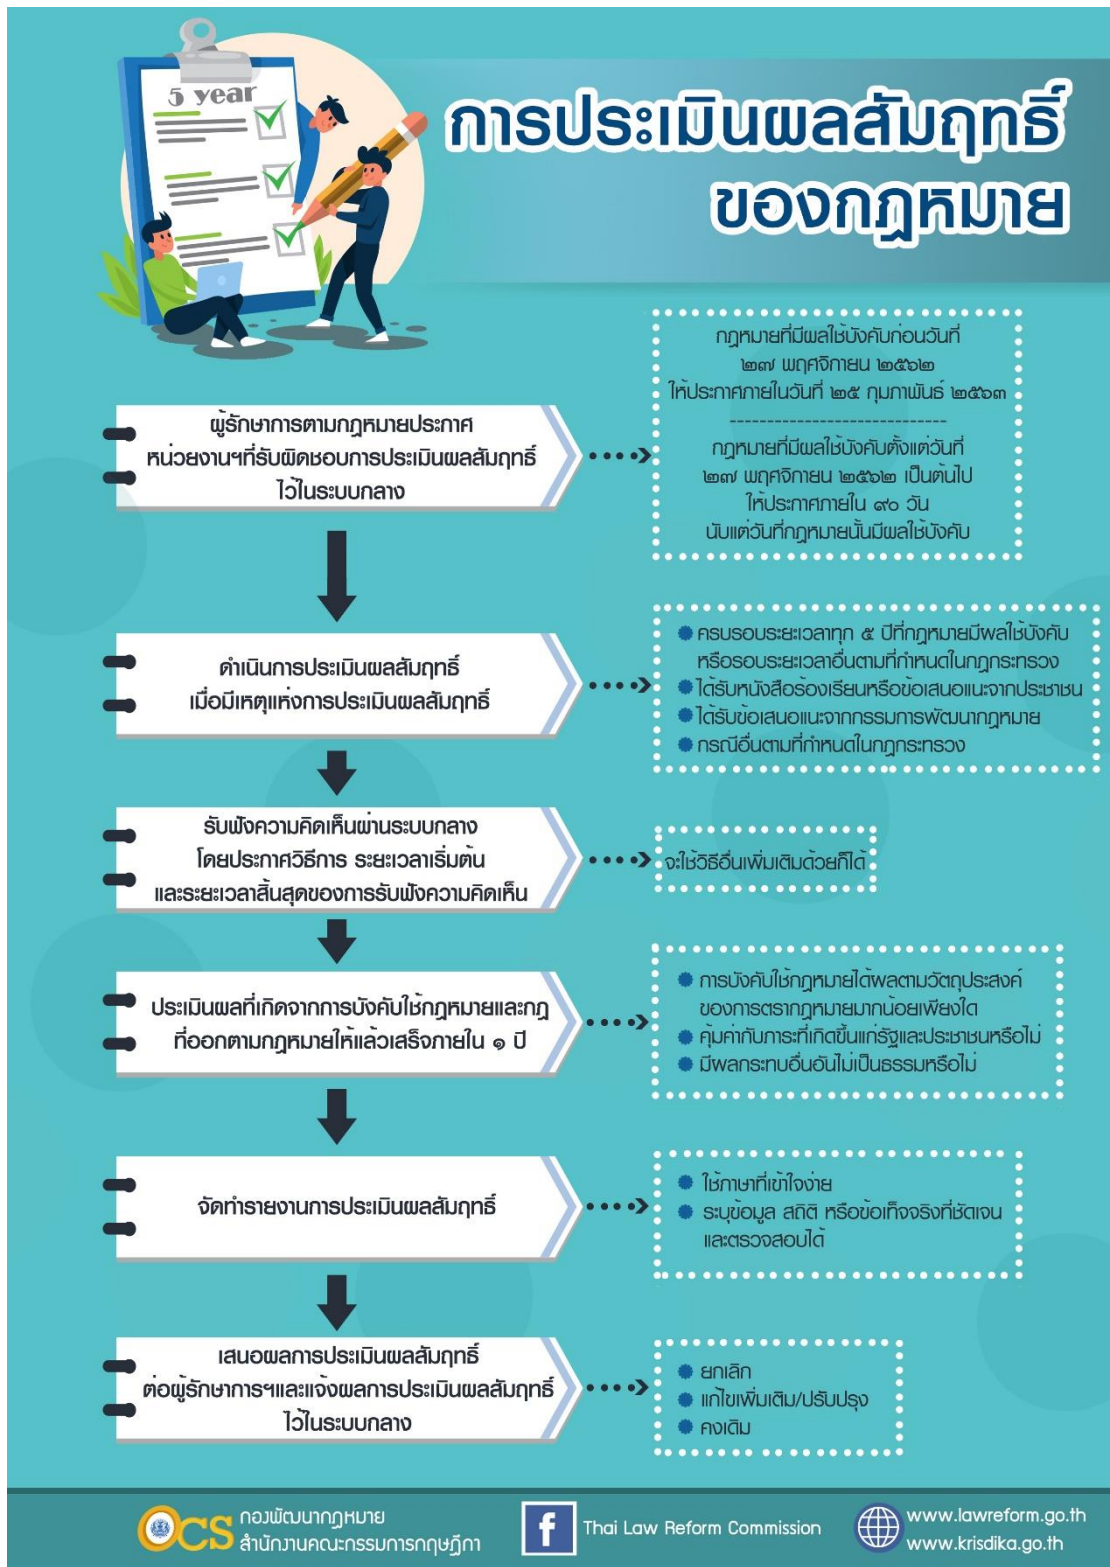 5 year
การประเมินผลสัมฤทธิ์
ของกฎหมาย
ผู้รักษาการตามกฎหมายประกาศ
หน่วยงานฯที่รับผิดชอบการประเมินผลสัมฤทธิ์
ไว้ในระบบกลาง
กฎหมายที่มีผลใช้บังคับก่อนวันที่
๒๗ พฤศจิกายน ๒๕๖๒
ให้ประกาศภายในวันที่ ๒๕ กุมภาพันธ์ ๒๕๖๓
-----------------------------
กฎหมายที่มีผลใช้บังคับตั้งแต่วันที่
๒๗ พฤศจิกายน ๒๕๖๒ เป็นต้นไป
ให้ประกาศภายใน ๙๐ วัน
นับแต่วันที่กฎหมายนั้นมีผลใช้บังคับ
ดำเนินการประเมินผลสัมฤทธิ์
เมื่อมีเหตุแห่งการประเมินผลสัมฤทธิ์
ครบรอบระยะเวลาทุก ๕ ปีที่กฎหมายมีผลใช้บังคับ
หรือรอบระยะเวลาอื่นตามที่กำหนดในกฎกระทรวง
ได้รับหนังสือร้องเรียนหรือข้อเสนอแนะจากประชาชน
ได้รับข้อเสนอแนะจากกรรมการพัฒนากฎหมาย
กรณีอื่นตามที่กำหนดในกฎกระทรวง
รับฟังความคิดเห็นผ่านระบบกลาง
โดยประกาศวิธีการ ระยะเวลาเริ่มต้น
และระยะเวลาสิ้นสุดของการรับฟังความคิดเห็น
จะใช้วิธีอื่นเพิ่มเติมด้วยก็ได้
ประเมินผลที่เกิดจากการบังคับใช้กฎหมายและกฎ
ที่ออกตามกฎหมายให้แล้วเสร็จภายใน ๑ ปี
การบังคับใช้กฎหมายได้ผลตามวัตถุประสงค์
ของการตรากฎหมายมากน้อยเพียงใด
คุ้มค่ากับภาระที่เกิดขึ้นแก่รัฐและประชาชนหรือไม่
มีผลกระทบอื่นอันไม่เป็นธรรมหรือไม่
จัดทำรายงานการประเมินผลสัมฤทธิ์
ใช้ภาษาที่เข้าใจง่าย
ระบุข้อมูล สถิติ หรือข้อเท็จจริงที่ชัดเจน
และตรวจสอบได้
เสนอผลการประเมินผลสัมฤทธิ์
ต่อผู้รักษาการฯและแจ้งผลการประเมินผลสัมฤทธิ์
ไว้ในระบบกลาง
ยกเลิก
แก้ไขเพิ่มเติม/ปรับปรุง
คงเดิม
OCS
กองพัฒนากฎหมาย
สำนักงานคณะกรรมการกฤษฎีกา
f
Thai Law Reform Commission
www.lawreform.go.th
www.krisdika.go.th